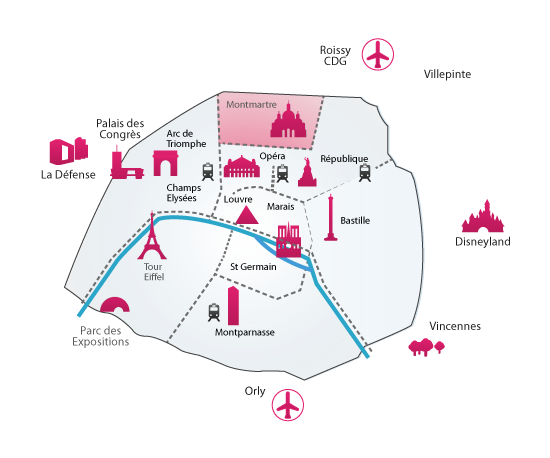 Roissy
CDG
Villepinte
Montmartre
Palais des
Congrès
Arc de
Triomphe
Opéra
République
La Défense
Champs
Elysées
Louvre
Marais
Bastille
Disneyland
Tour
Eiffel
St Germain
Parc des
Expositions
Montparnasse
Vincennes
Orly